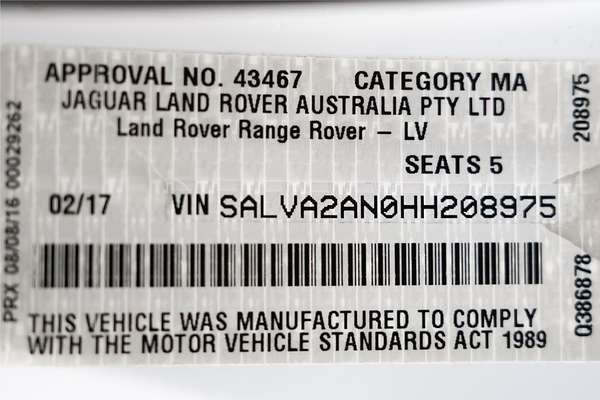 APPROVAL NO. 43467 CATEGORY MA
JAGUAR LAND ROVER AUSTRALIA PTY LTD
Land Rover Range Rover – LV
SEATS 5
02/17 VIN SALVA2AN0HH208975
THIS VEHICLE WAS MANUFACTURED TO COMPLY
WITH THE MOTOR VEHICLE STANDARDS ACT 1989
PRX 08/08/16 00029262
208975
Q386878